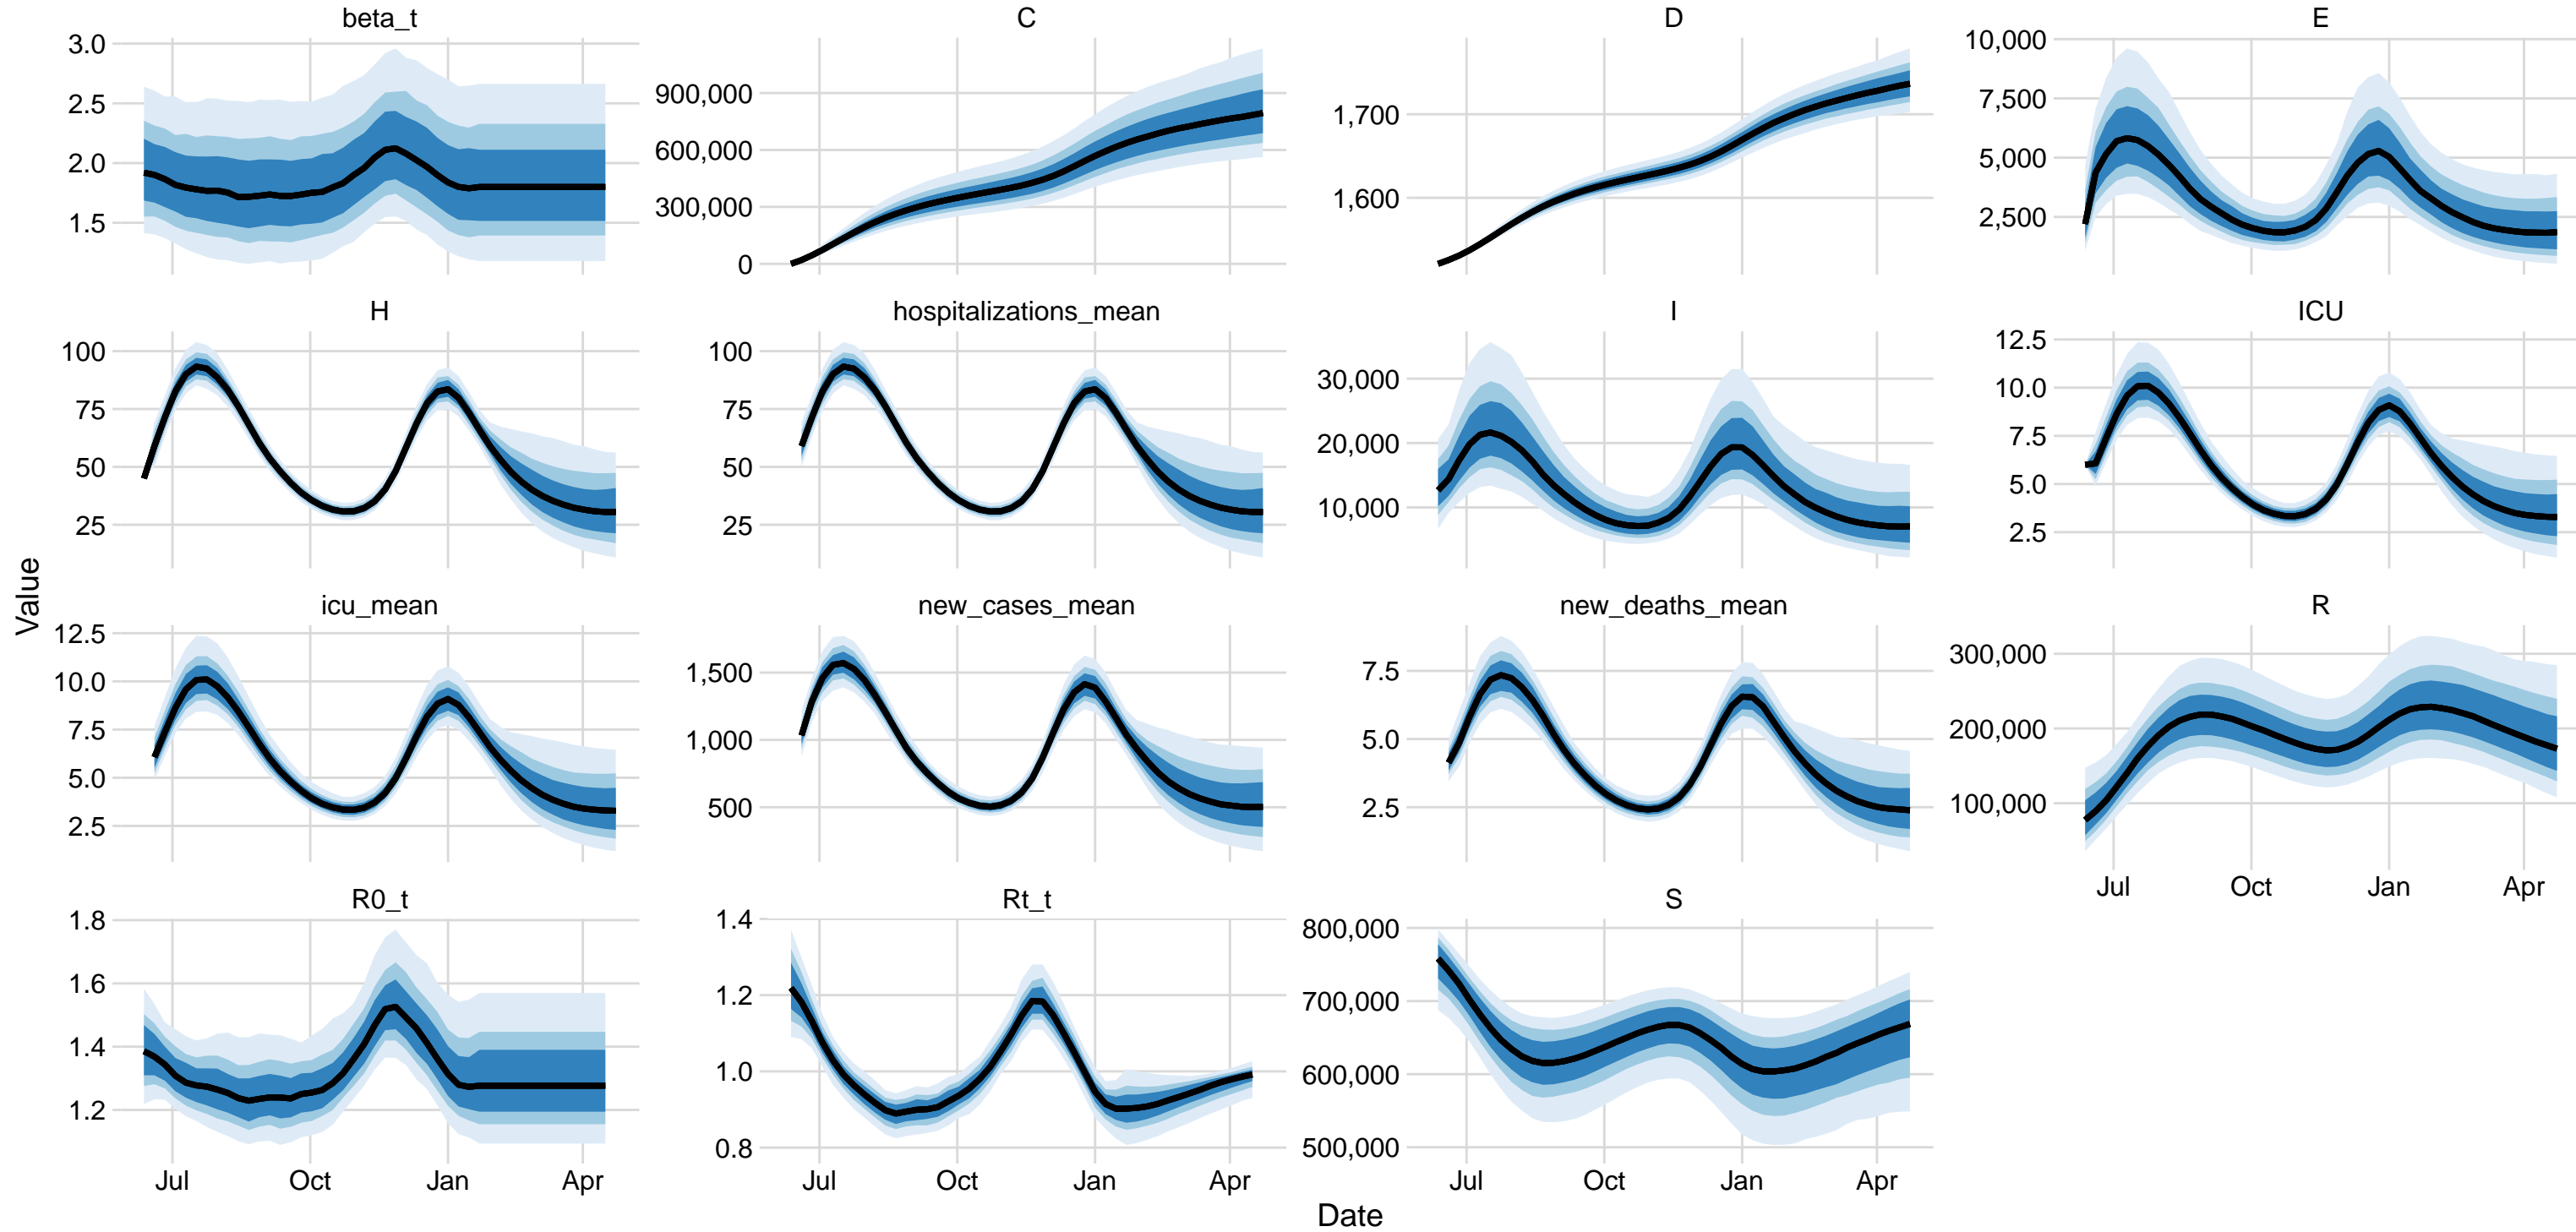 beta_t
3.0
2.5
2.0
1.5
C
900,000
600,000
300,000
0
D
1,700
1,600
E
10,000
7,500
5,000
2,500
H
100
75
50
25
hospitalizations_mean
100
75
50
25
I
30,000
20,000
10,000
ICU
12.5
10.0
7.5
5.0
2.5
Value
icu_mean
12.5
10.0
7.5
5.0
2.5
new_cases_mean
1,500
1,000
500
new_deaths_mean
7.5
5.0
2.5
R
300,000
200,000
100,000
Jul Oct Jan Apr
R0_t
1.8
1.6
1.4
1.2
Jul Oct Jan Apr
Rt_t
1.4
1.2
1.0
0.8
Jul Oct Jan Apr
S
800,000
700,000
600,000
500,000
Jul Oct Jan Apr
Date